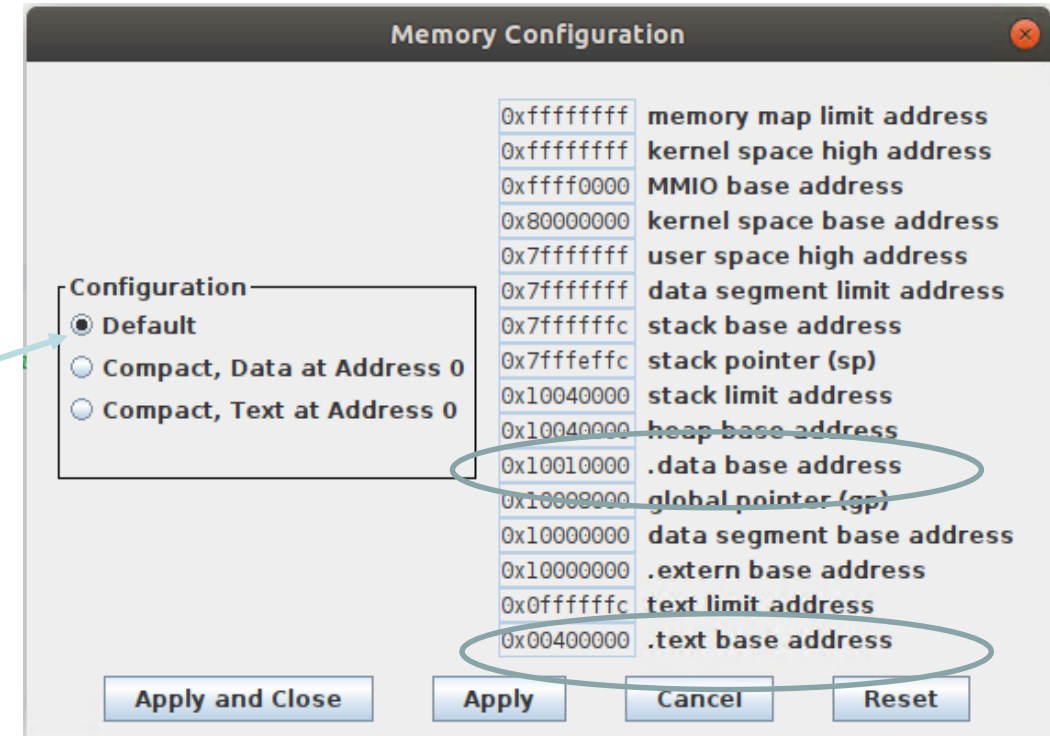 Memory Configuration
0xffffffff memory map limit address
0xffffffff kernel space high address
0xffff0000 MMIO base address
0x80000000 kernel space base address
0x7fffffff user space high address
0x7fffffff data segment limit address
0x7ffffffc stack base address
0x7fffeffc stack pointer (sp)
0x10040000 stack limit address
0x10040000 heap base address
0x10010000 .data base address
0x10008000 global pointer (gp)
0x10000000 data segment base address
0x10000000 .extern base address
0x0ffffffc text limit address
0x00400000 .text base address
Configuration
Default
Compact, Data at Address 0
Compact, Text at Address 0
Apply and Close
Apply
Cancel
Reset